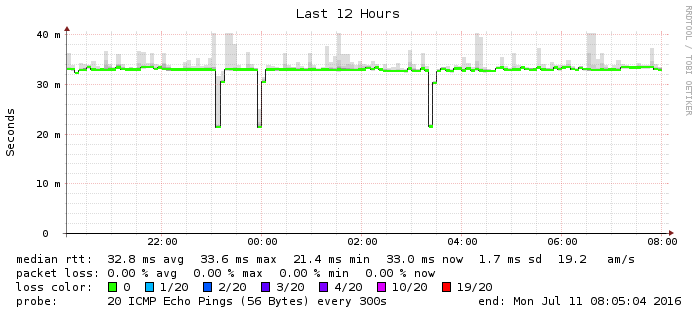 Last 12 Hours
RRDTOOL / TOBI OETIKER
Seconds
40 m
30 m
20 m
10 m
0
22:00 00:00 02:00 04:00 06:00 08:00
median rtt: 32.8 ms avg 33.6 ms max 21.4 ms min 33.0 ms now 1.7 ms sd 19.2 am/s
packet loss: 0.00 % avg 0.00 % max 0.00 % min 0.00 % now
loss color: 0 1/20 2/20 3/20 4/20 10/20 19/20
probe: 20 ICMP Echo Pings (56 Bytes) every 300s end: Mon Jul 11 08:05:04 2016